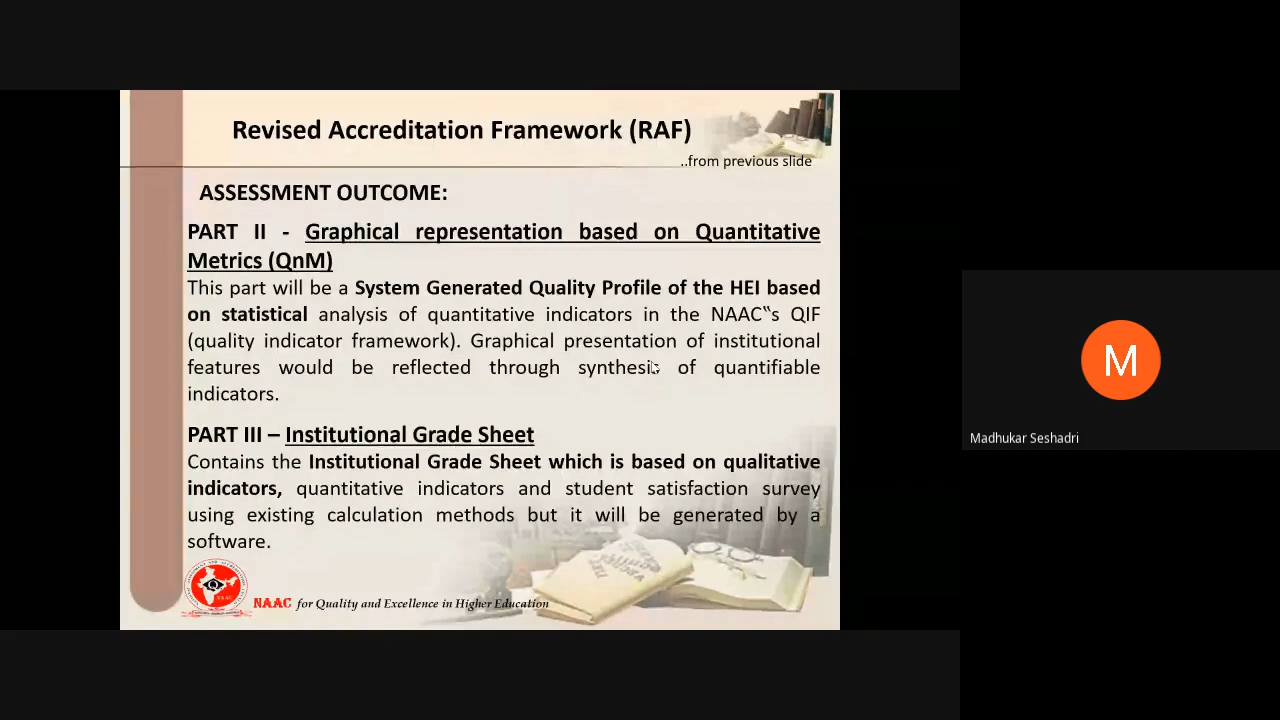 Revised Accreditation Framework (RAF)
..from previous slide
ASSESSMENT OUTCOME:
PART II - Graphical representation based on Quantitative
Metrics (QnM)
This part will be a System Generated Quality Profile of the HEI based
on statistical analysis of quantitative indicators in the NAAC‟s QIF
(quality indicator framework). Graphical presentation of institutional
features would be reflected through synthesis of quantifiable
indicators.
PART III – Institutional Grade Sheet
Contains the Institutional Grade Sheet which is based on qualitative
indicators, quantitative indicators and student satisfaction survey
using existing calculation methods but it will be generated by a
software.
NAAC for Quality and Excellence in Higher Education
M
Madhukar Seshadri